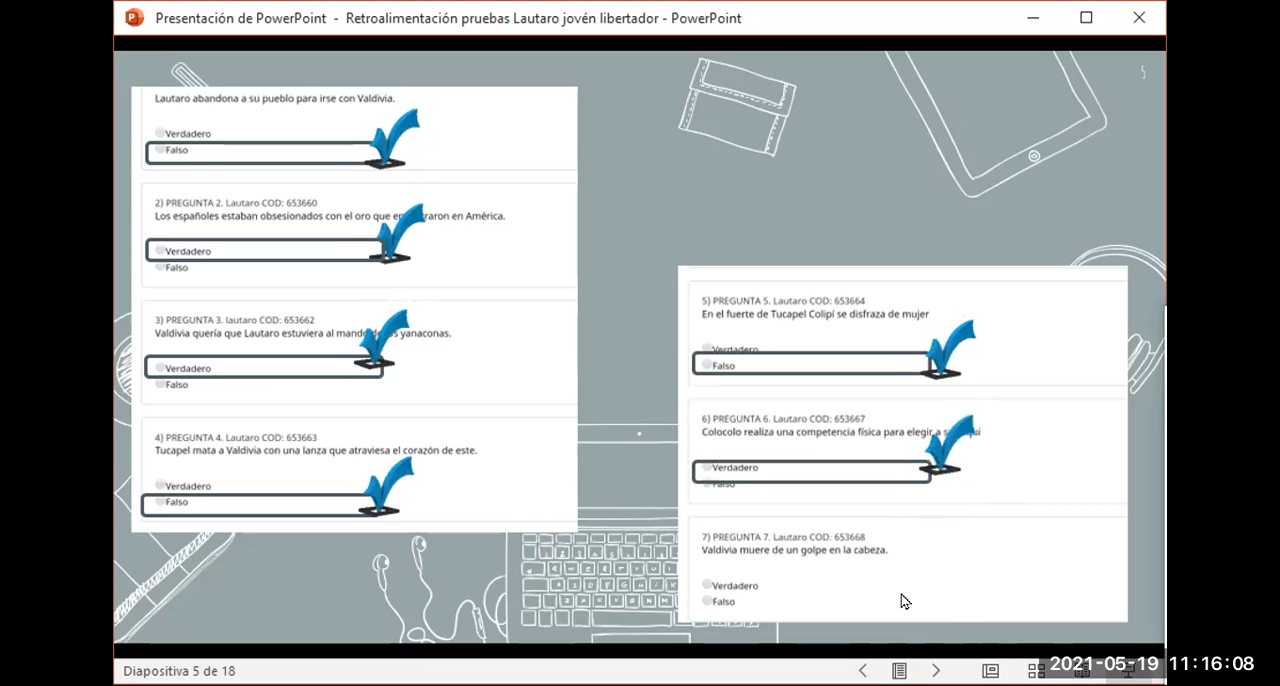 Presentación de PowerPoint - Retroalimentación pruebas Lautaro jovén libertador - PowerPoint
5
Lautaro abandona a su pueblo para irse con Valdivia.
Verdadero
Falso
2) PREGUNTA 2. Lautaro COD: 653660
Los españoles estaban obsesionados con el oro que en América.
Verdadero
Falso
3) PREGUNTA 3. lautaro COD: 653662
Valdivia quería que Lautaro estuviera al mando yanaconas.
Verdadero
Falso
4) PREGUNTA 4. Lautaro COD: 653663
Tucapel mata a Valdivia con una lanza que atraviesa el corazón de este.
Verdadero
Falso
5) PREGUNTA 5. Lautaro COD: 653664
En el fuerte de Tucapel Colipí se disfraza de mujer
Verdadero
Falso
6) PREGUNTA 6. Lautaro COD: 653667
Colocolo realiza una competencia física para elegir a
Verdadero
Falso
7) PREGUNTA 7. Lautaro COD: 653668
Valdivia muere de un golpe en la cabeza.
Verdadero
Falso
Diapositiva 5 de 18
2021-05-19 11:16:08